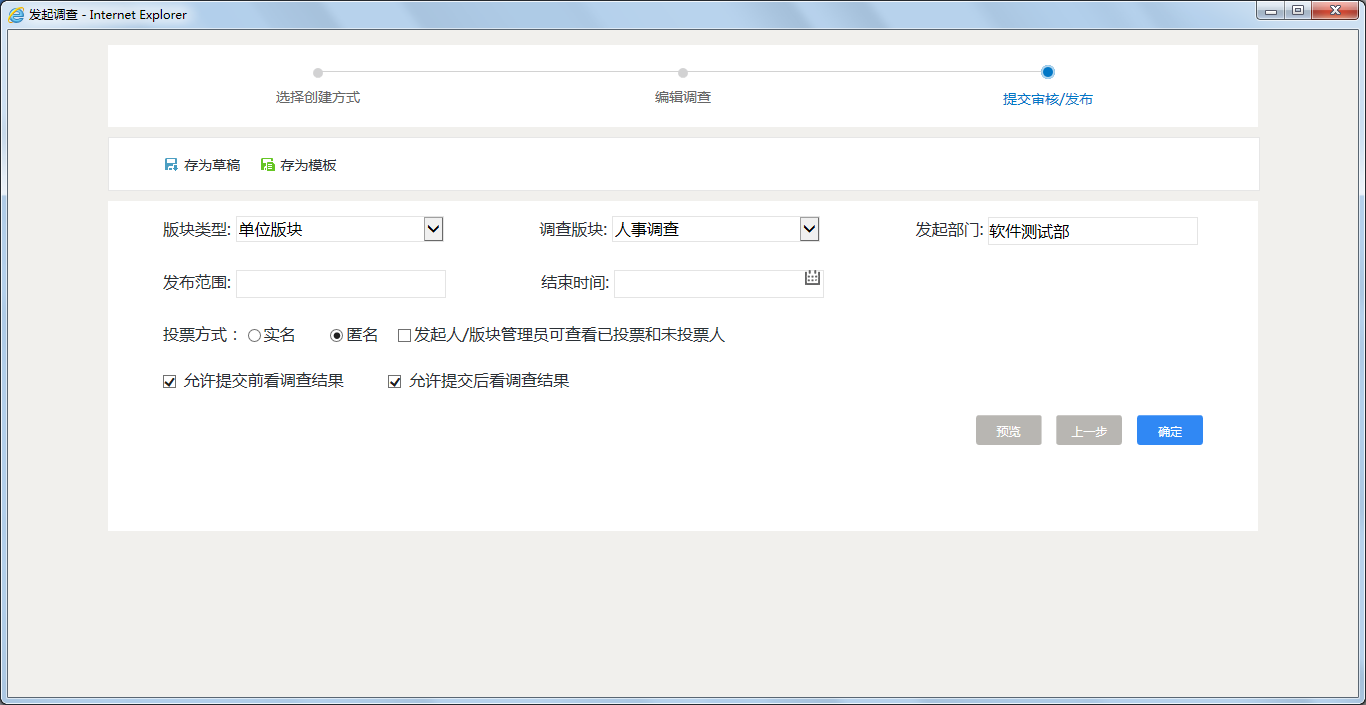 发起调查 - Internet Explorer
选择创建方式 编辑调查 提交审核/发布
存为草稿 存为模板
版块类型: 单位版块 调查版块: 人事调查 发起部门: 软件测试部
发布范围: 结束时间:
投票方式： 实名 匿名 发起人/版块管理员可查看已投票和未投票人
允许提交前看调查结果 允许提交后看调查结果
预览 上一步 确定